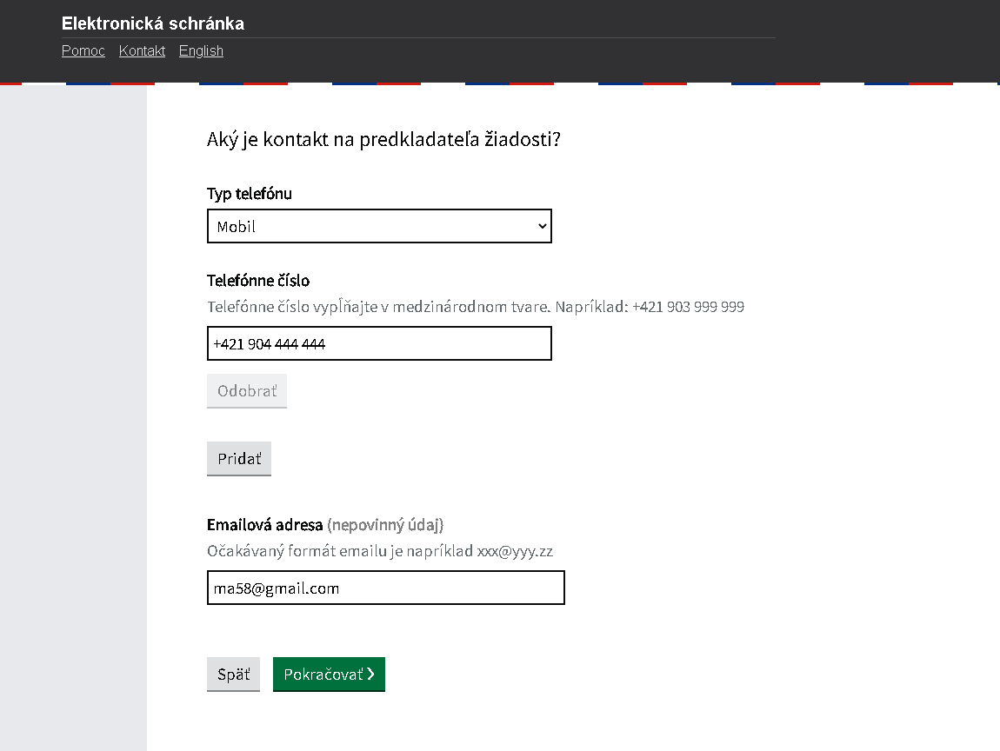 Elektronická schránka
Pomoc Kontakt English
Aký je kontakt na predkladateľa žiadosti?
Typ telefónu
Mobil
Telefónne číslo
Telefónne číslo vypĺňajte v medzinárodnom tvare. Napríklad: +421 903 999 999
+421 904 444 444
Odobrať
Pridať
Emailová adresa (nepovinný údaj)
Očakávaný formát emailu je napríklad xxx@yyy.zz
ma58@gmail.com
Späť Pokračovať